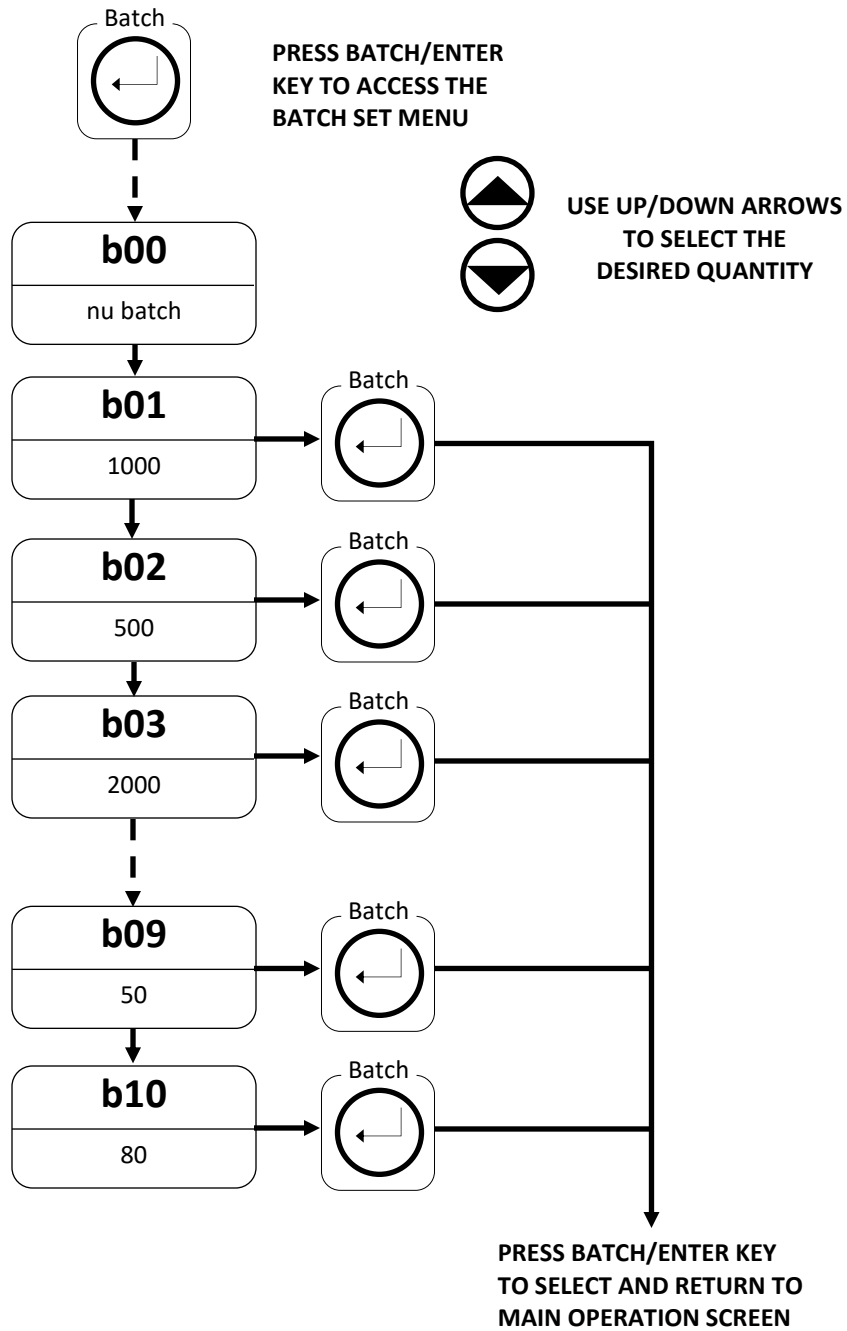 Batch
PRESS BATCH/ENTER
KEY TO ACCESS THE
BATCH SET MENU
USE UP/DOWN ARROWS
TO SELECT THE
DESIRED QUANTITY
b00
nu batch
b01
1000
Batch
b02
500
Batch
b03
2000
Batch
b09
50
Batch
b10
80
Batch
PRESS BATCH/ENTER KEY
TO SELECT AND RETURN TO
MAIN OPERATION SCREEN